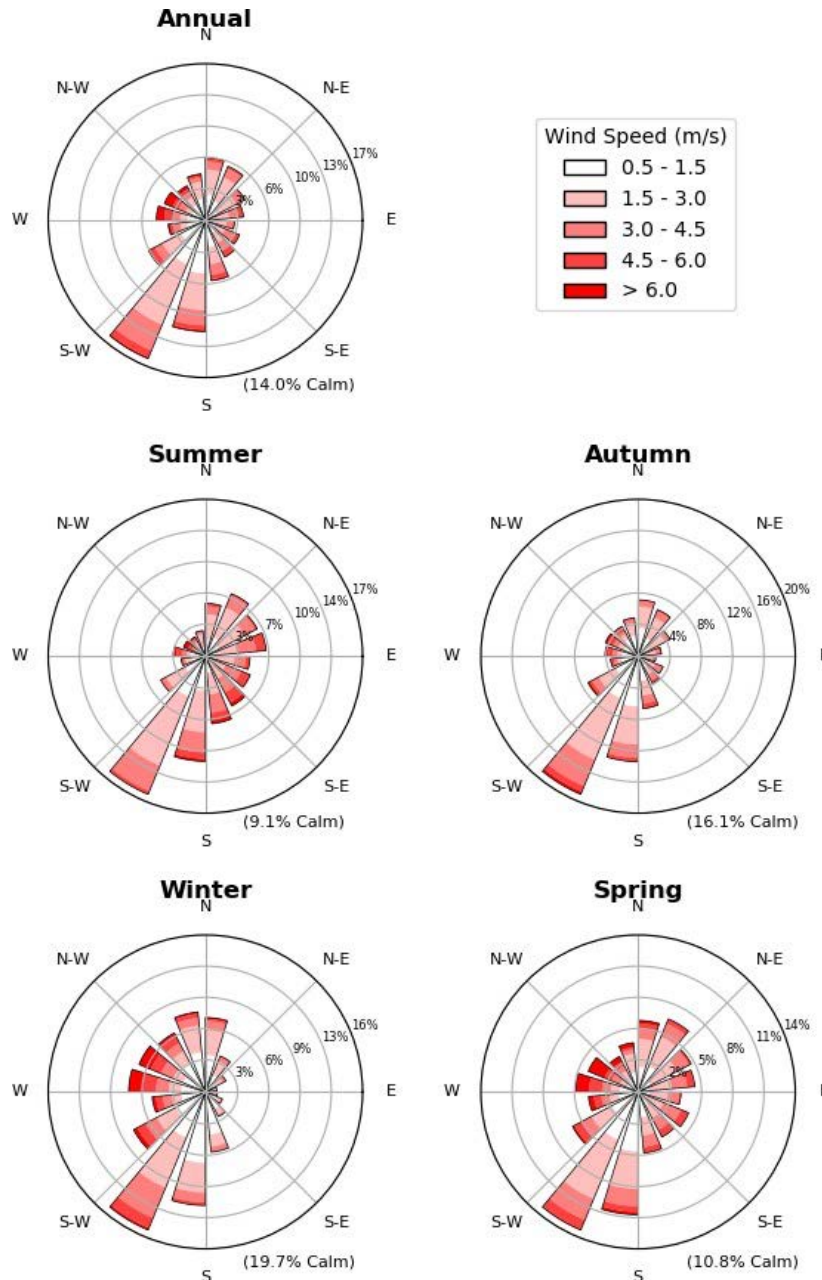 Annual
N
N-W
N-E
W
E
S-W
S-E
S
3%
6%
10%
13%
17%
(14.0% Calm)
Wind Speed (m/s)
0.5 - 1.5
1.5 - 3.0
3.0 - 4.5
4.5 - 6.0
> 6.0
Summer
N
N-W
N-E
W
E
S-W
S-E
S
3%
7%
10%
14%
17%
(9.1% Calm)
Autumn
N
N-W
N-E
W
S-W
S-E
S
4%
8%
12%
16%
20%
(16.1% Calm)
Winter
N
N-W
N-E
W
E
S-W
S-E
S
3%
6%
9%
13%
16%
(19.7% Calm)
Spring
N
N-W
N-E
W
S-W
S-E
S
2%
5%
8%
11%
14%
(10.8% Calm)